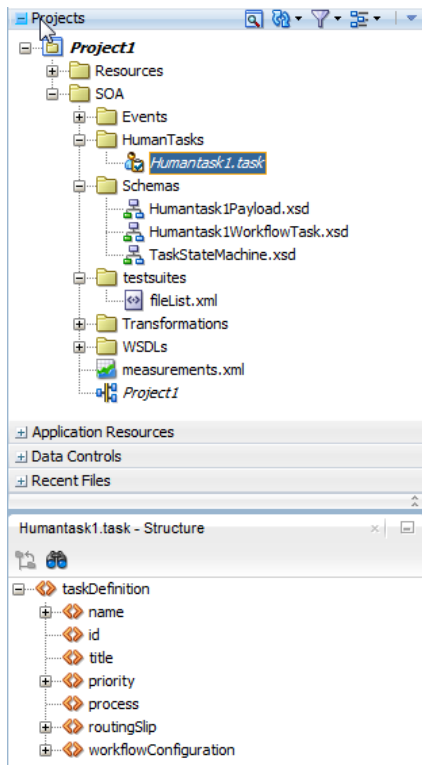 Projects
Project1
Resources
SOA
Events
HumanTasks
Humantask1.task
Schemas
Humantask1Payload.xsd
Humantask1WorkflowTask.xsd
TaskStateMachine.xsd
testsuites
fileList.xml
Transformations
WSDLs
measurements.xml
Project1
Application Resources
Data Controls
Recent Files
Humantask1.task - Structure
taskDefinition
name
id
title
priority
process
routingSlip
workflowConfiguration